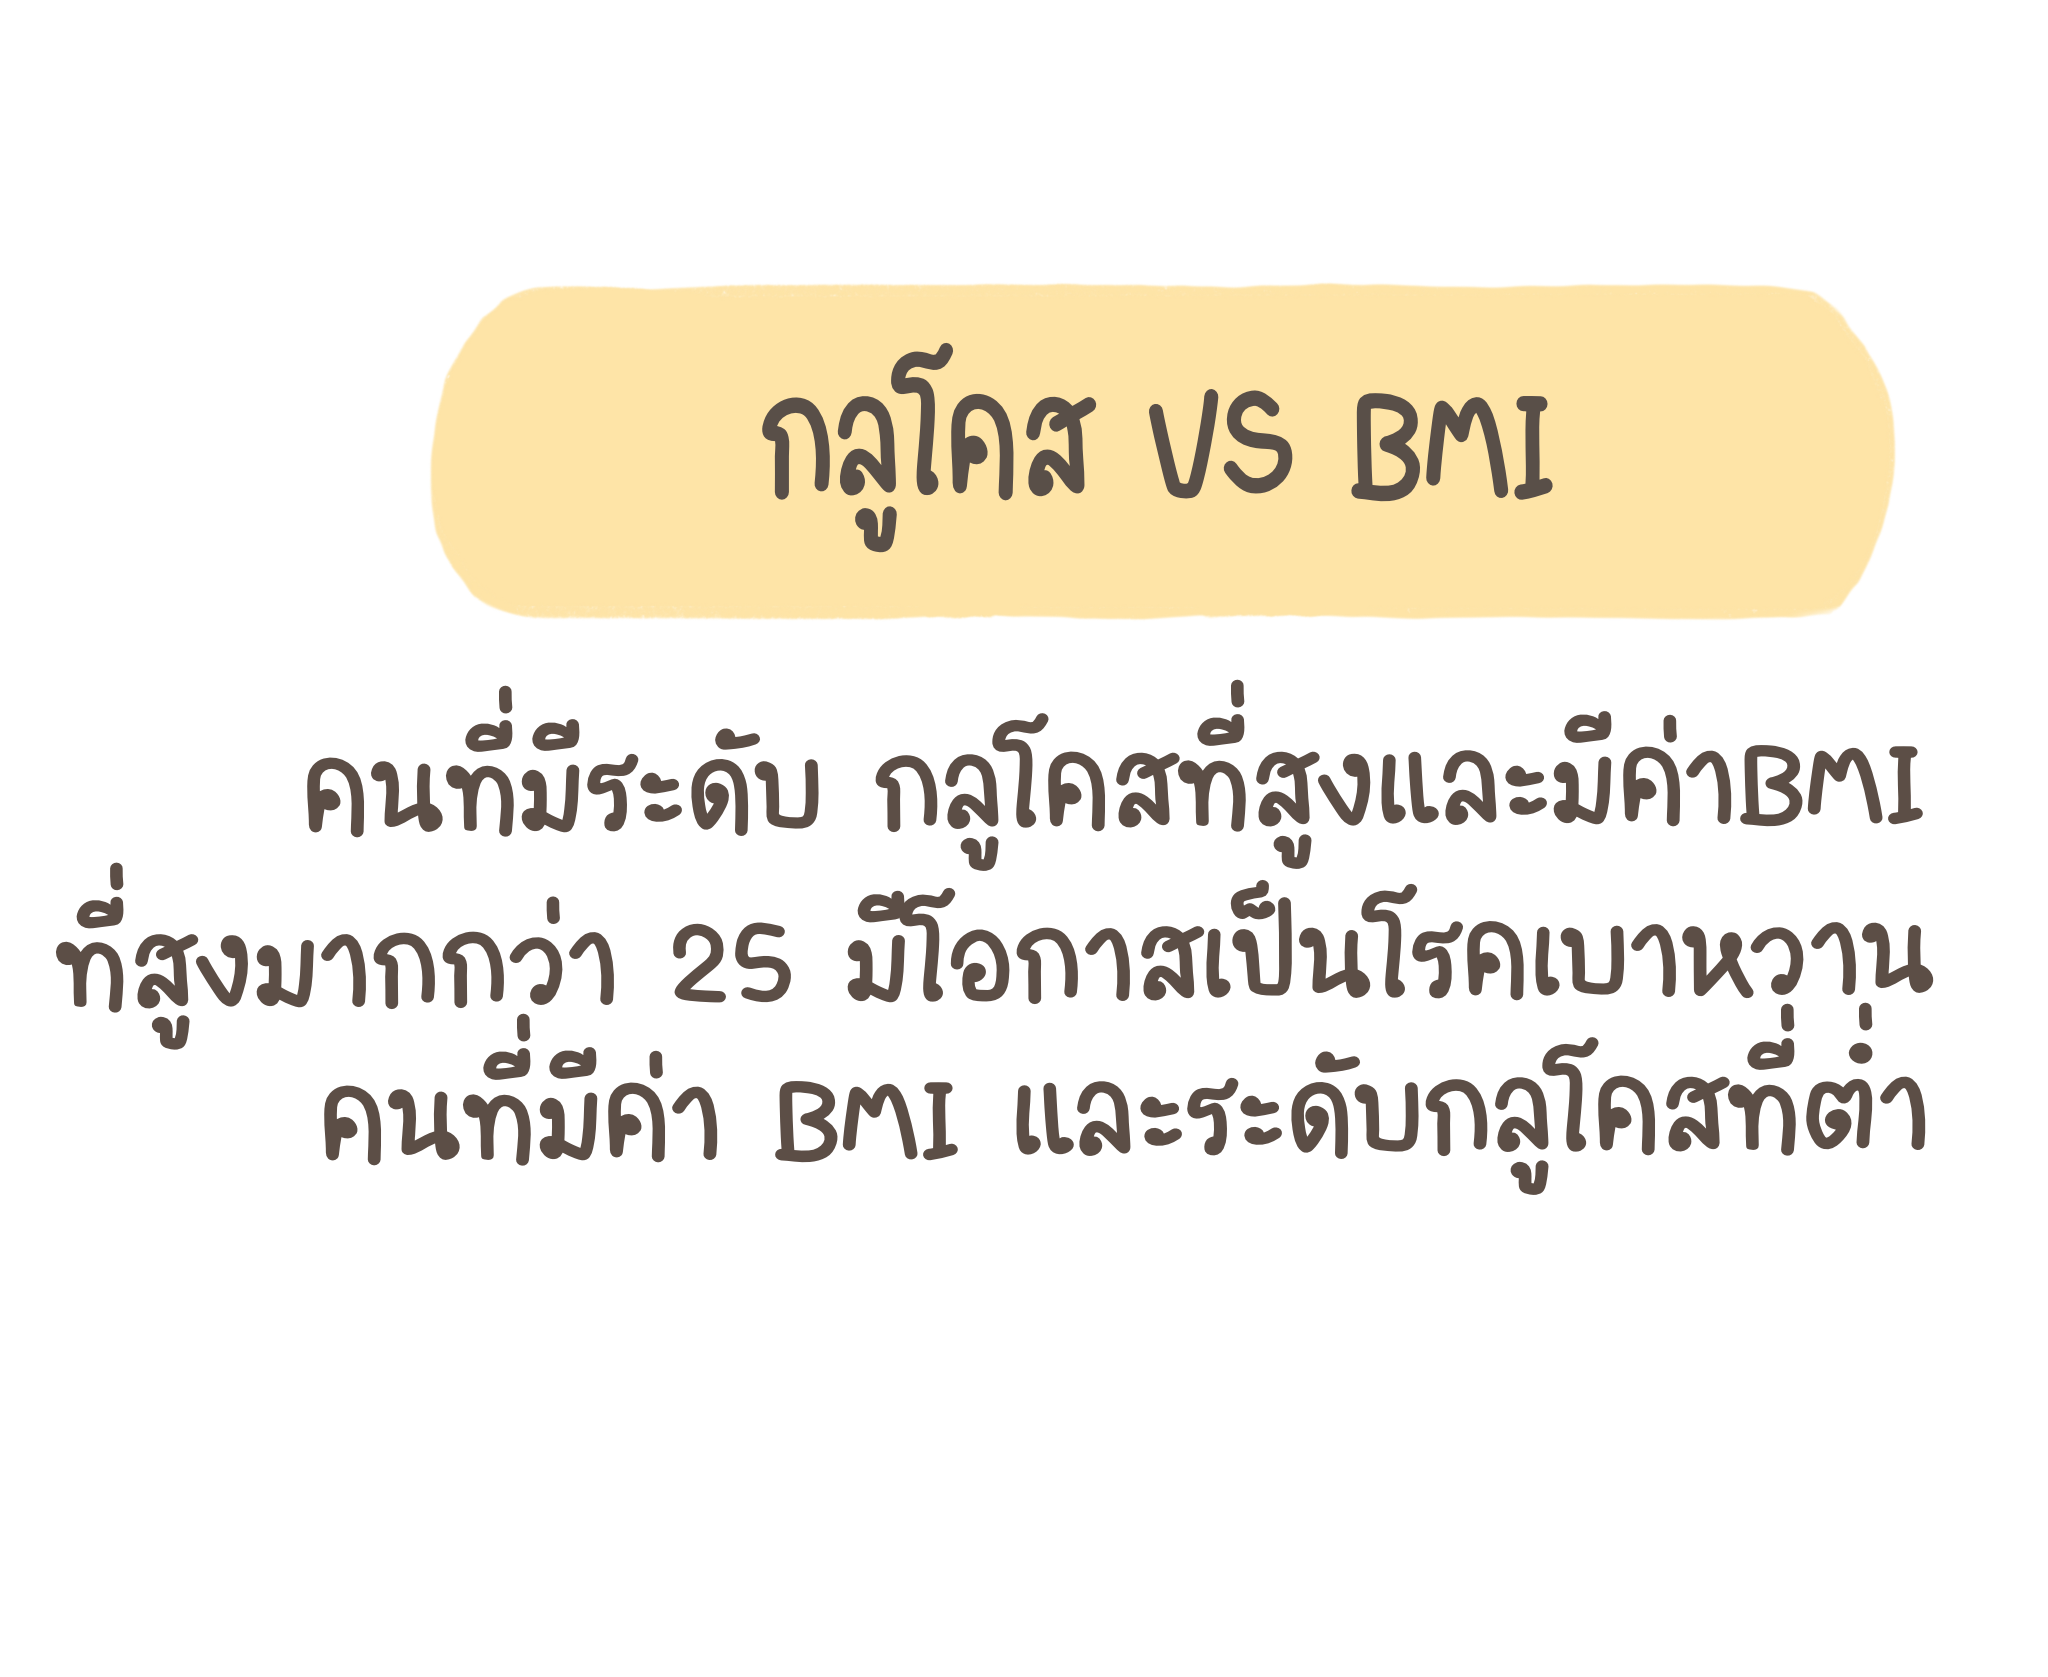 กลูโคส VS BMI
คนที่มีระดับ กลูโคสที่สูงและมีค่าBMI
ที่สูงมากกว่า 25 มีโอกาสเป็นโรคเบาหวาน
คนที่มีค่า BMI และระดับกลูโคสที่ต่ำ